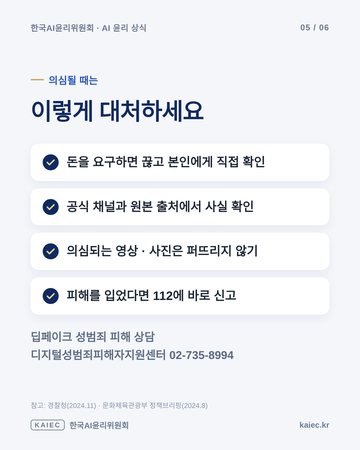 한국AI윤리위원회 · AI 윤리 상식
05 / 06
의심될 때는
이렇게 대처하세요
돈을 요구하면 끊고 본인에게 직접 확인
공식 채널과 원본 출처에서 사실 확인
의심되는 영상 · 사진은 퍼뜨리지 않기
피해를 입었다면 112에 바로 신고
딥페이크 성범죄 피해 상담
디지털성범죄피해자지원센터 02-735-8994
참고: 경찰청(2024.11) · 문화체육관광부 정책브리핑(2024.8)
KAIEC 한국AI윤리위원회
kaiec.kr